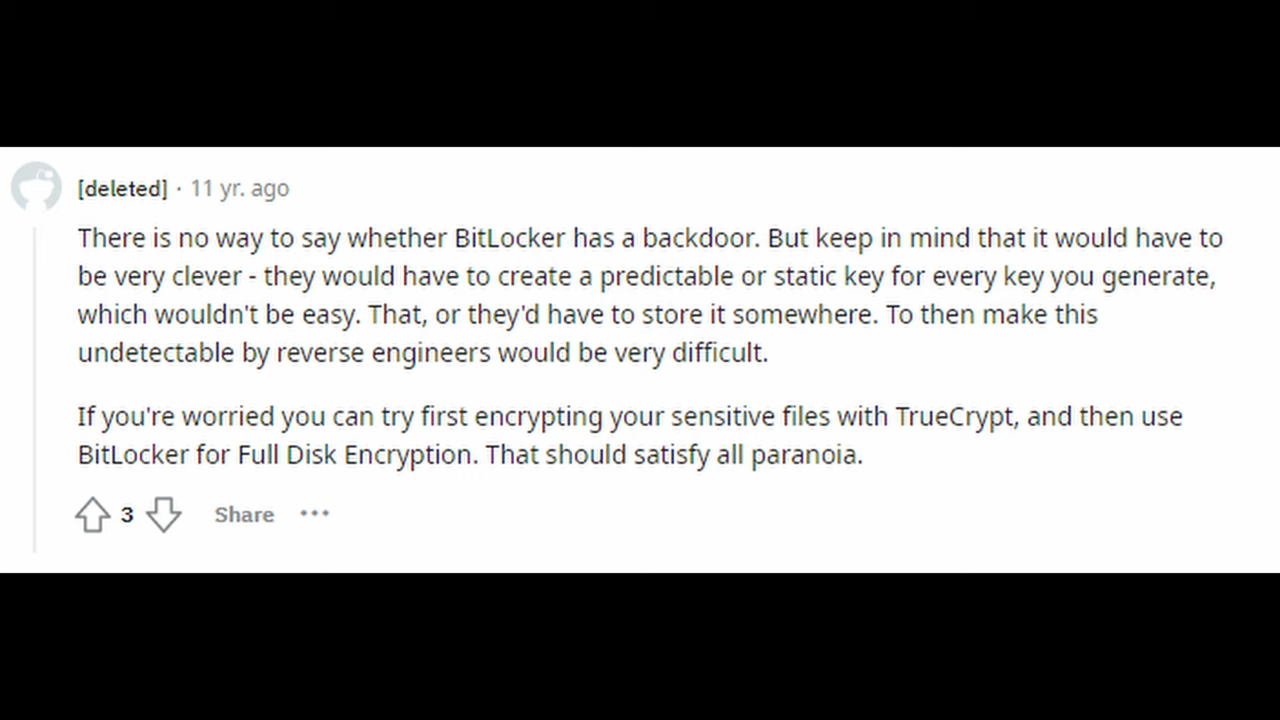 [deleted] · 11 yr. ago
There is no way to say whether BitLocker has a backdoor. But keep in mind that it would have to
be very clever - they would have to create a predictable or static key for every key you generate,
which wouldn't be easy. That, or they'd have to store it somewhere. To then make this
undetectable by reverse engineers would be very difficult.
If you're worried you can try first encrypting your sensitive files with TrueCrypt, and then use
BitLocker for Full Disk Encryption. That should satisfy all paranoia.
3 Share ···